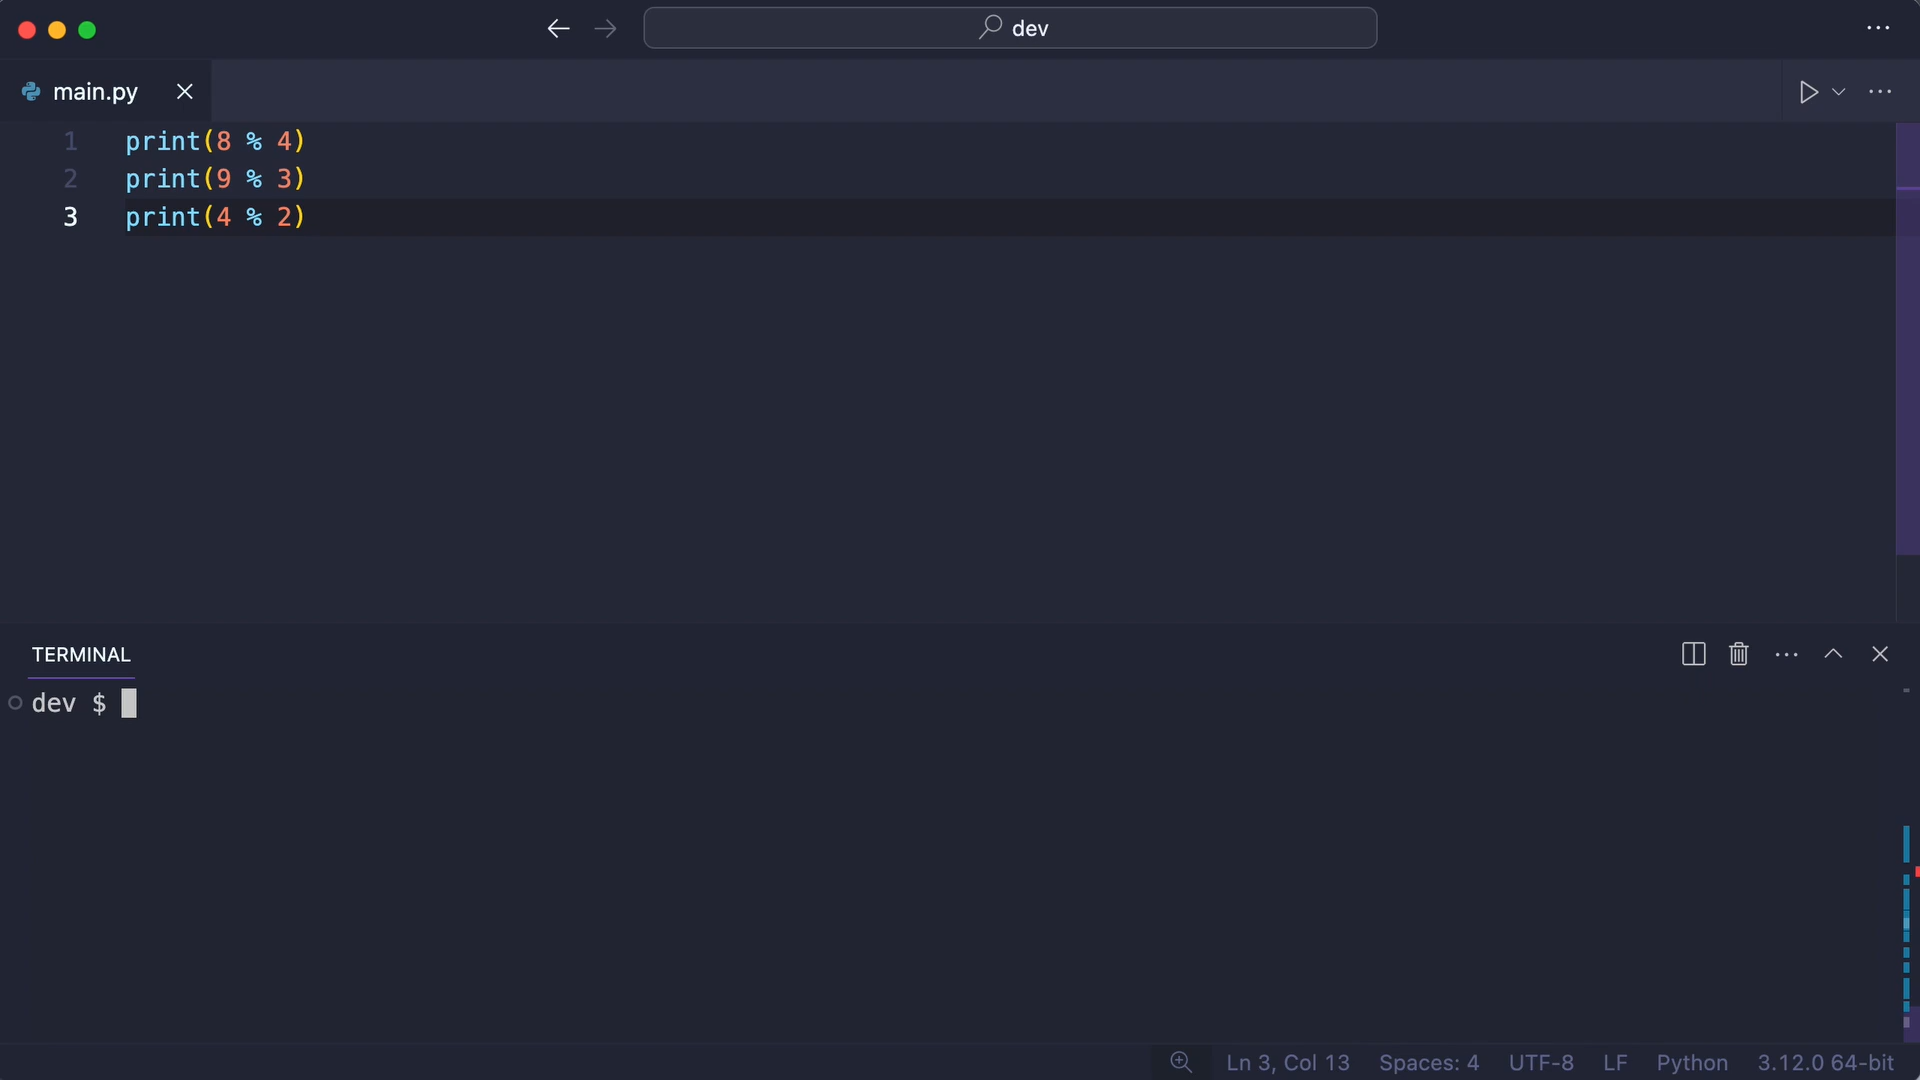 dev
main.py
1 print(8 % 4)
2 print(9 % 3)
3 print(4 % 2)
TERMINAL
dev $
Ln 3, Col 13 Spaces: 4 UTF-8 LF Python 3.12.0 64-bit